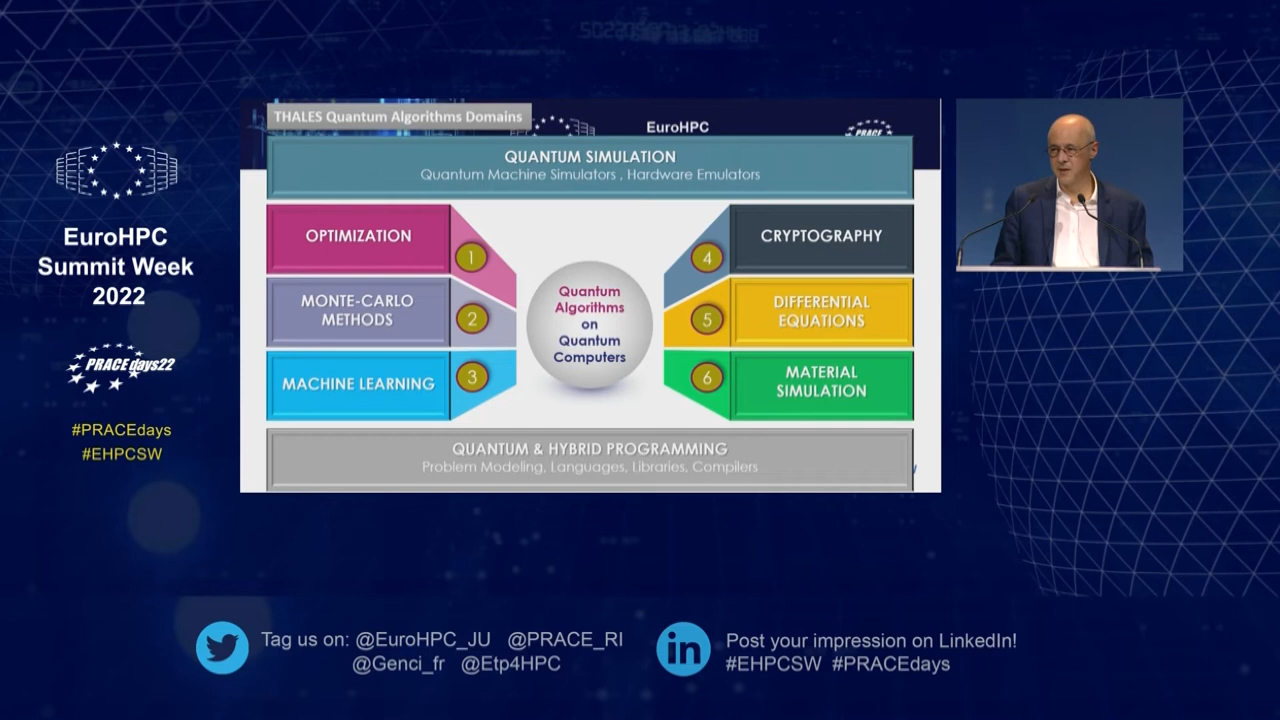 EuroHPC
Summit Week
2022
PRACEdays22
#PRACEdays
#EHPCSW
THALES Quantum Algorithms Domains
EuroHPC
PRACE
QUANTUM SIMULATION
Quantum Machine Simulators , Hardware Emulators
OPTIMIZATION
1
MONTE-CARLO
METHODS
2
MACHINE LEARNING
3
Quantum
Algorithms
on
Quantum
Computers
4
CRYPTOGRAPHY
5
DIFFERENTIAL
EQUATIONS
6
MATERIAL
SIMULATION
QUANTUM & HYBRID PROGRAMMING
Problem Modeling, Languages, Libraries, Compilers
Tag us on: @EuroHPC_JU @PRACE_RI
@Genci_fr @Etp4HPC
in
Post your impression on LinkedIn!
#EHPCSW #PRACEdays